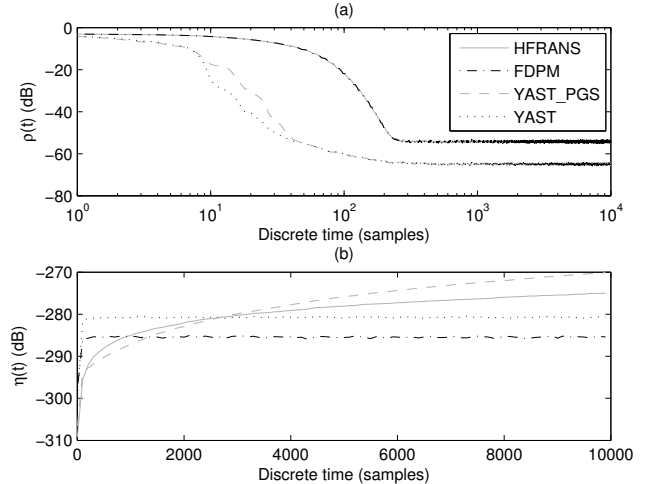 (a)
0
−20
−40
−60
−80
ρ(t) (dB)
HFRANS
FDPM
YAST_PGS
YAST
10^0
10^1
10^2
10^3
10^4
Discrete time (samples)
(b)
−270
−280
−290
−300
−310
η(t) (dB)
0
2000
4000
6000
8000
10000
Discrete time (samples)